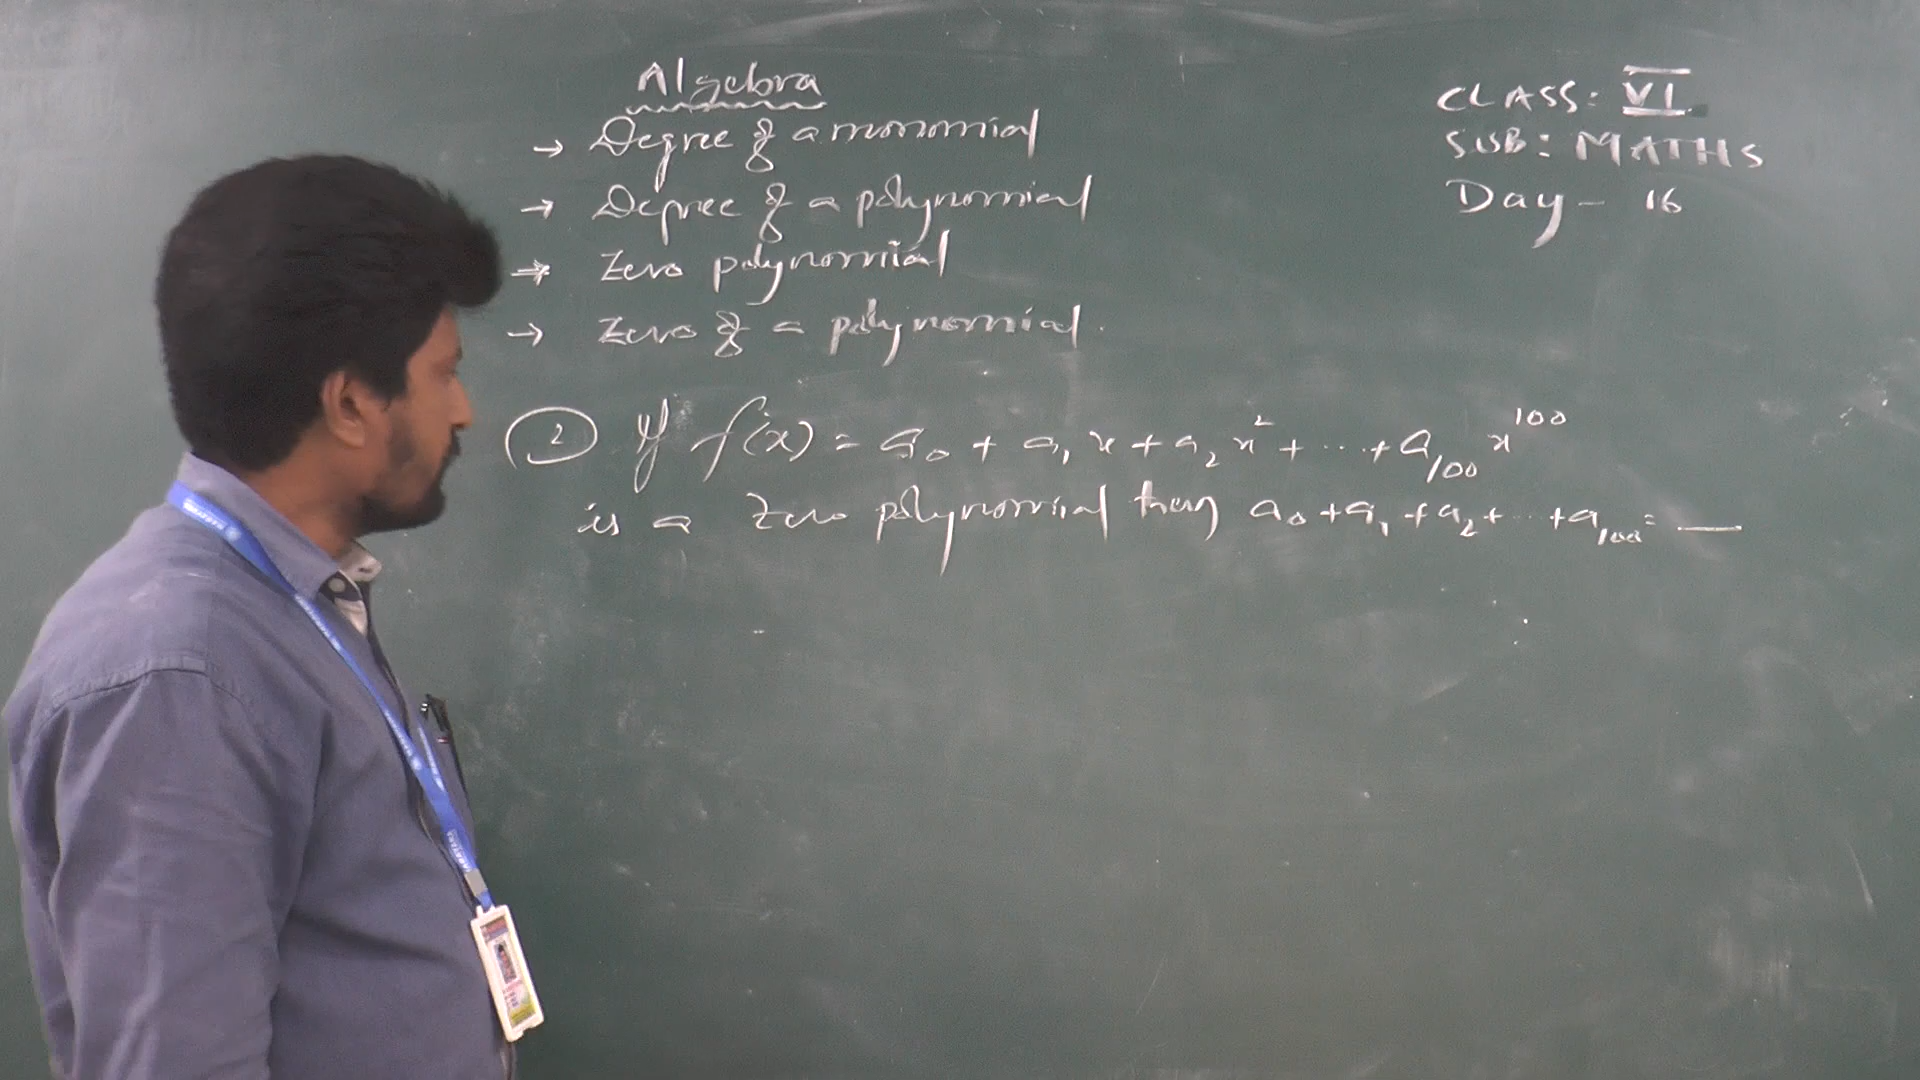 Algebra
→ Degree of a monomial
→ Degree of a polynomial
→ Zero polynomial
→ Zero of a polynomial.
CLASS: VI
SUB: MATHS
Day - 16
2 If f(x) = a₀ + a₁x + a₂x² + ... + a₁₀₀x¹⁰⁰
is a Zero polynomial then a₀ + a₁ + a₂ + ... + a₁₀₀ = __